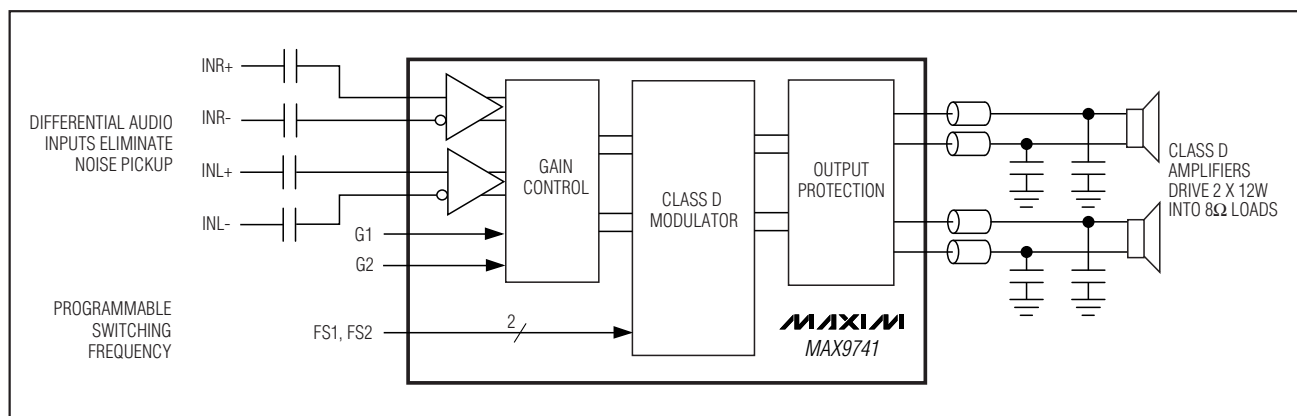 INR+
INR-
DIFFERENTIAL AUDIO
INPUTS ELIMINATE
NOISE PICKUP
INL+
INL-
G1
G2
GAIN
CONTROL
CLASS D
MODULATOR
OUTPUT
PROTECTION
CLASS D
AMPLIFIERS
DRIVE 2 X 12W
INTO 8Ω LOADS
PROGRAMMABLE
SWITCHING
FREQUENCY
FS1, FS2
2
MAXIM
MAX9741